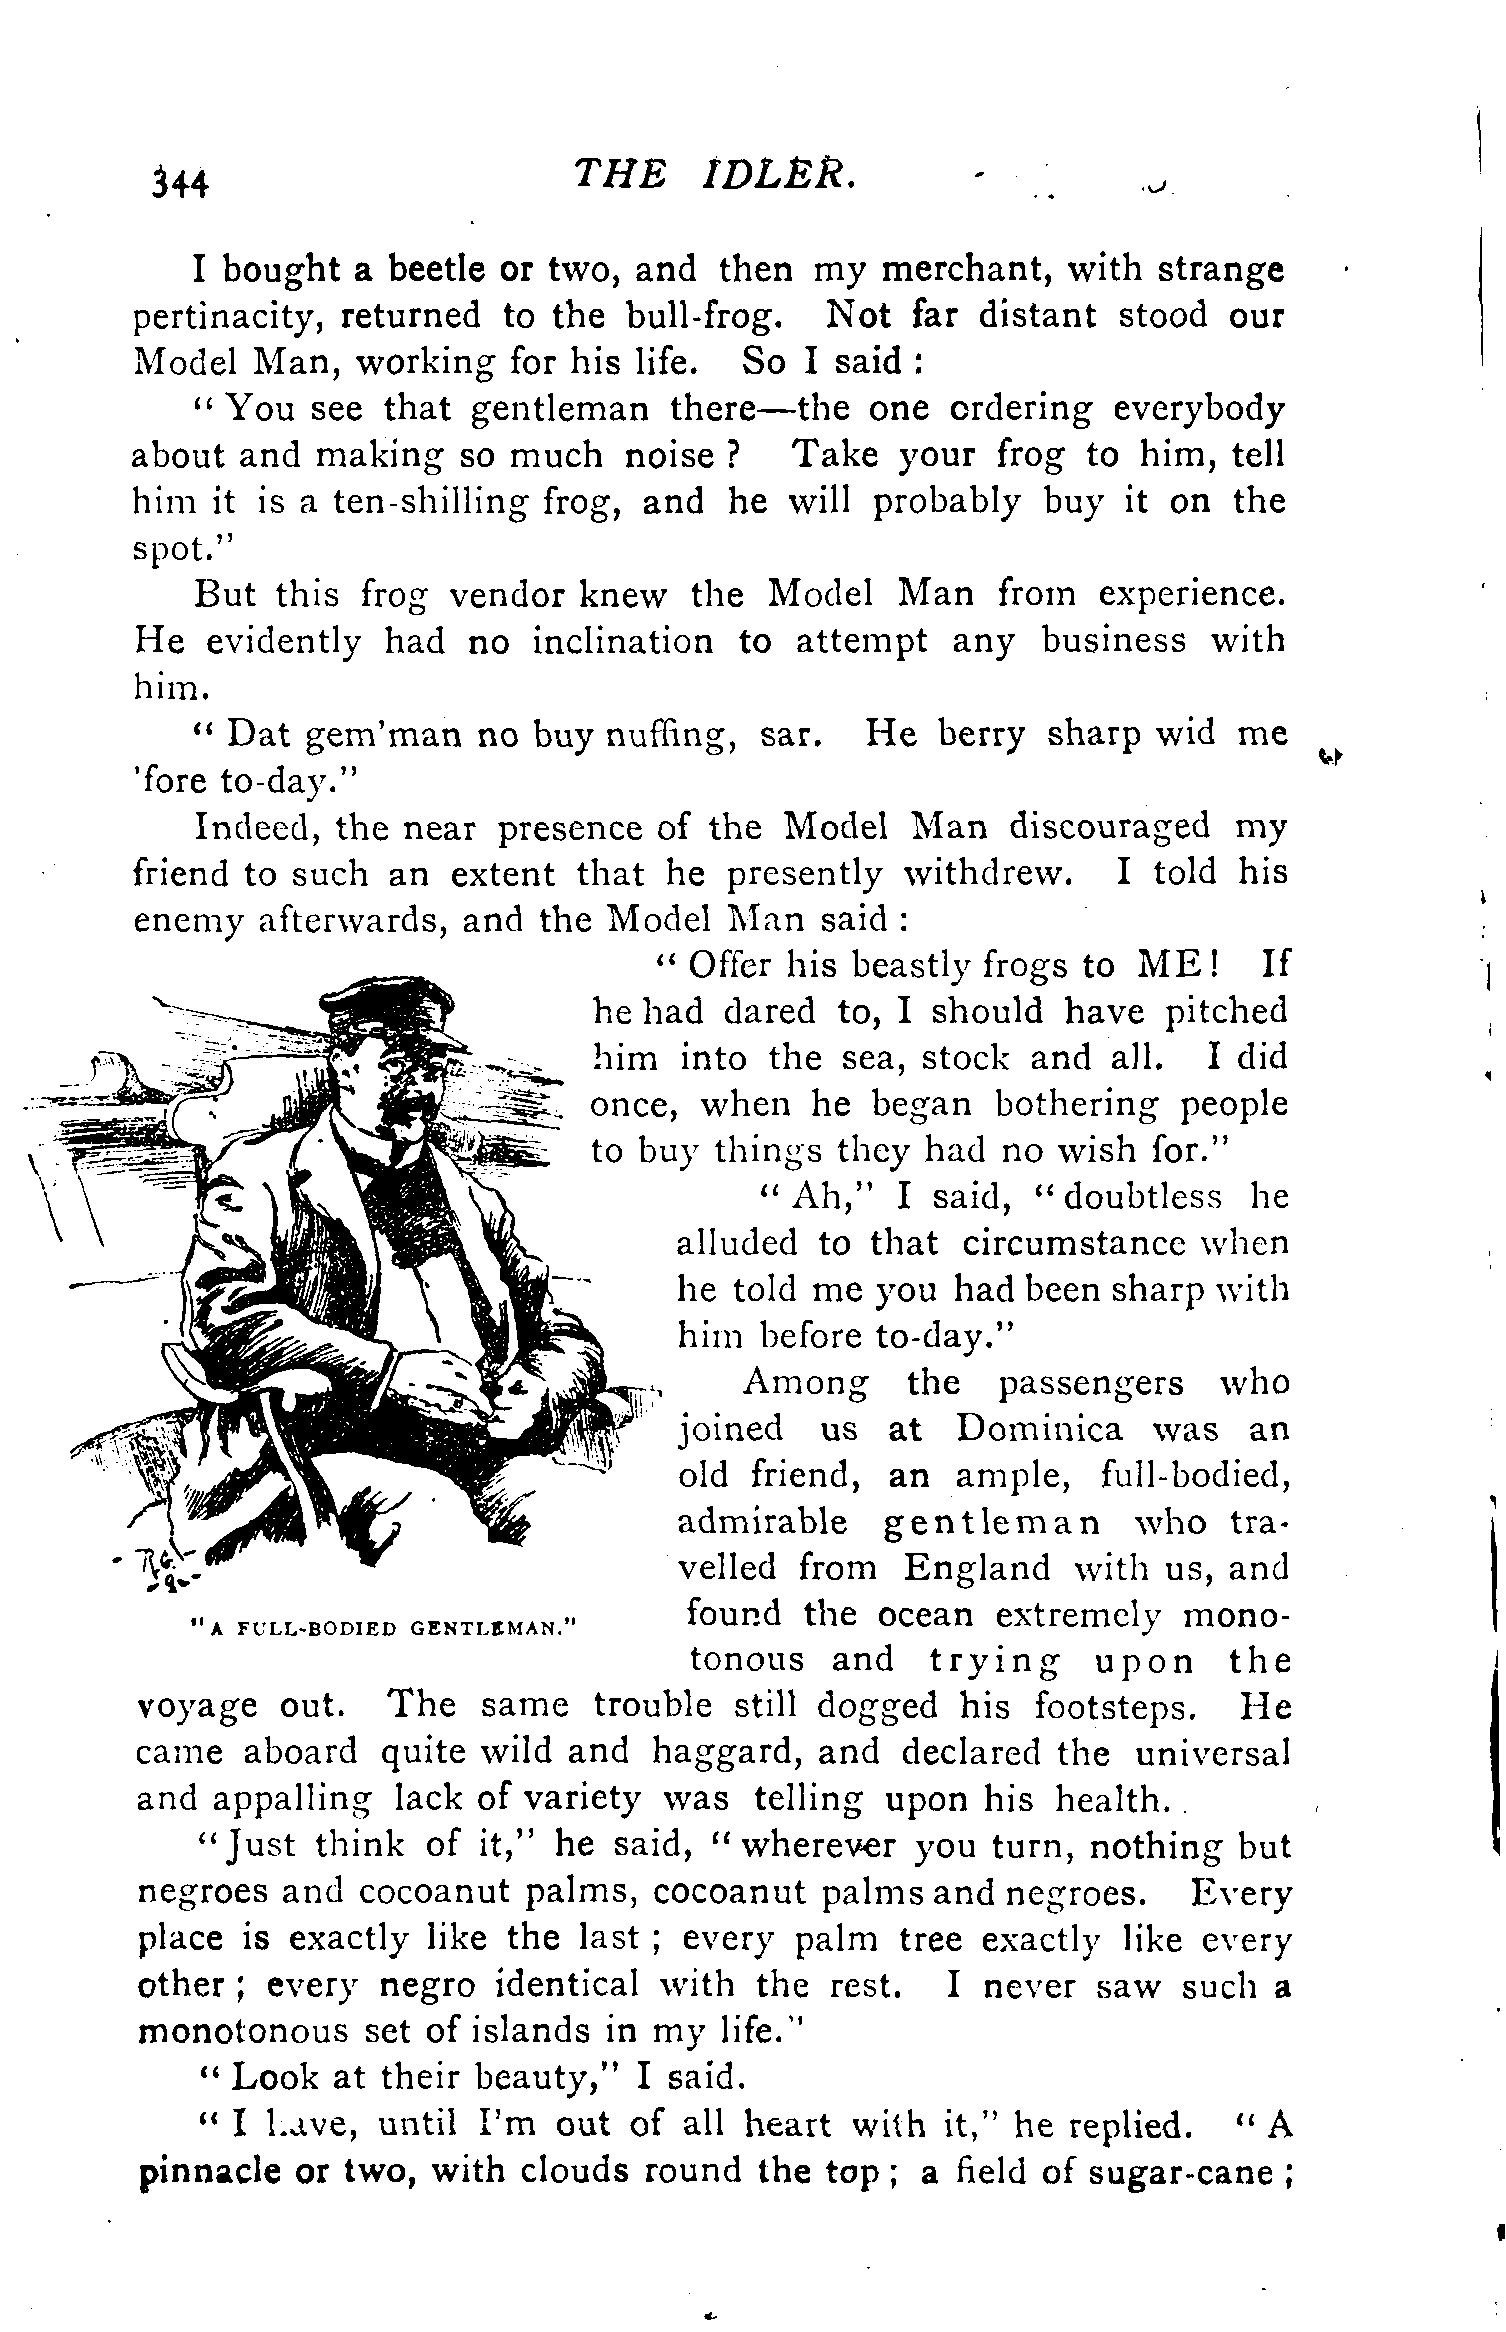 344 THE IDLER.
I bought a beetle or two, and then my merchant, with strange
pertinacity, returned to the bull-frog. Not far distant stood our
Model Man, working for his life. So I said :
" You see that gentleman there—the one ordering everybody
about and making so much noise ? Take your frog to him, tell
him it is a ten-shilling frog, and he will probably buy it on the
spot."
But this frog vendor knew the Model Man from experience.
He evidently had no inclination to attempt any business with
him.
" Dat gem'man no buy nuffing, sar. He berry sharp wid me
'fore to-day."
Indeed, the near presence of the Model Man discouraged my
friend to such an extent that he presently withdrew. I told his
enemy afterwards, and the Model Man said :
" Offer his beastly frogs to ME! If
he had dared to, I should have pitched
him into the sea, stock and all. I did
once, when he began bothering people
to buy things they had no wish for."
" Ah," I said, " doubtless he
alluded to that circumstance when
he told me you had been sharp with
him before to-day."
Among the passengers who
joined us at Dominica was an
old friend, an ample, full-bodied,
admirable gentleman who tra-
velled from England with us, and
found the ocean extremely mono-
tonous and trying upon the
"A FULL-BODIED GENTLEMAN."
voyage out. The same trouble still dogged his footsteps. He
came aboard quite wild and haggard, and declared the universal
and appalling lack of variety was telling upon his health.
" Just think of it," he said, " wherever you turn, nothing but
negroes and cocoanut palms, cocoanut palms and negroes. Every
place is exactly like the last ; every palm tree exactly like every
other ; every negro identical with the rest. I never saw such a
monotonous set of islands in my life."
" Look at their beauty," I said.
" I have, until I'm out of all heart with it," he replied. " A
pinnacle or two, with clouds round the top ; a field of sugar-cane ;